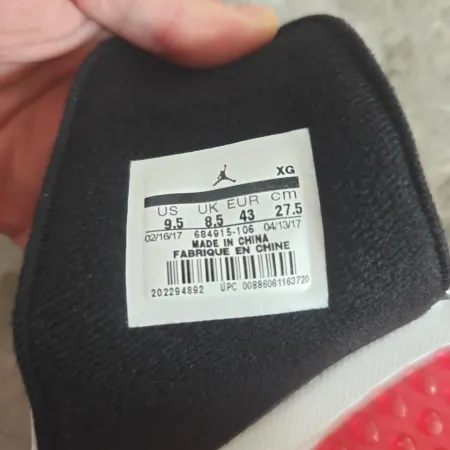 XG
US UK EUR cm
9.5 8.5 43 27.5
02/16/17 684915-106 04/13/17
MADE IN CHINA
FABRIQUE EN CHINE
202294892 UPC 00886061163720